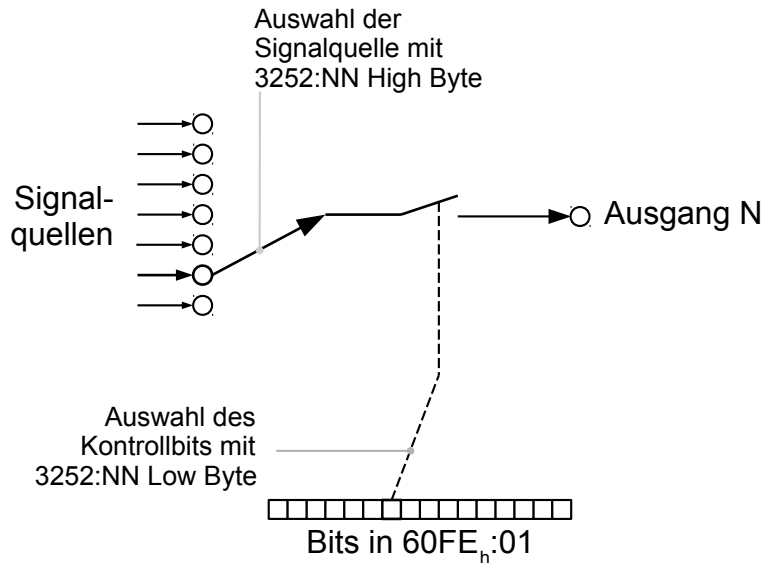 Auswahl der
Signalquelle mit
3252:NN High Byte
Signal-
quellen
Ausgang N
Auswahl des
Kontrollbits mit
3252:NN Low Byte
Bits in 60FEₕ:01